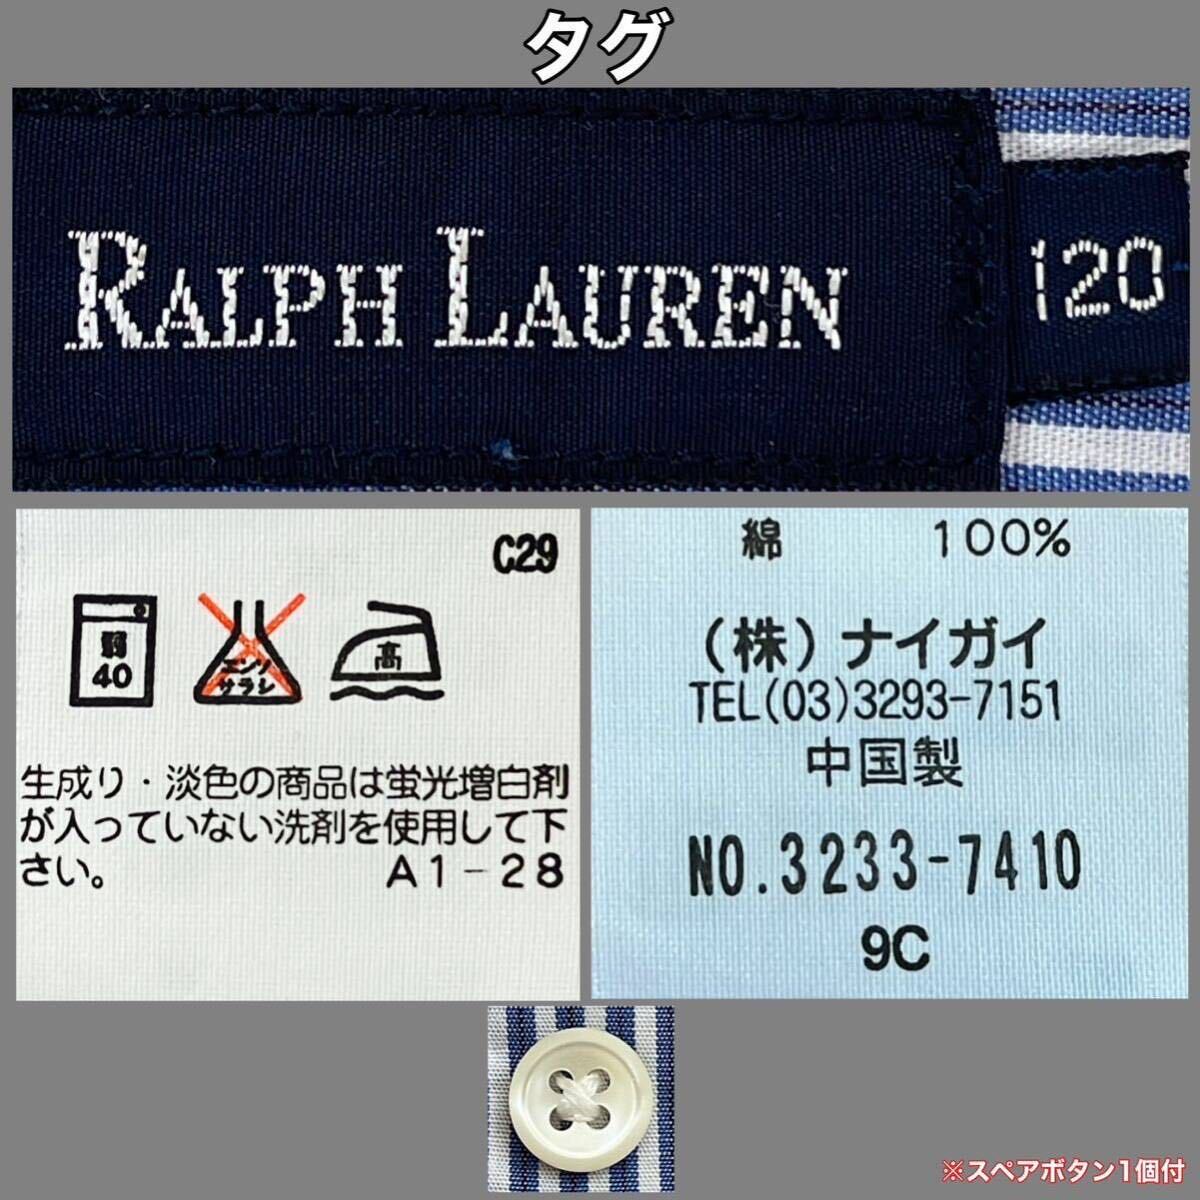 タグ
RALPH LAUREN
120
C29
弱
40
エンソ
サラシ
高
生成り・淡色の商品は蛍光増白剤
が入っていない洗剤を使用して下
さい。 A1-28
綿 100%
(株)ナイガイ
TEL(03)3293-7151
中国製
NO.3233-7410
9C
※スペアボタン1個付